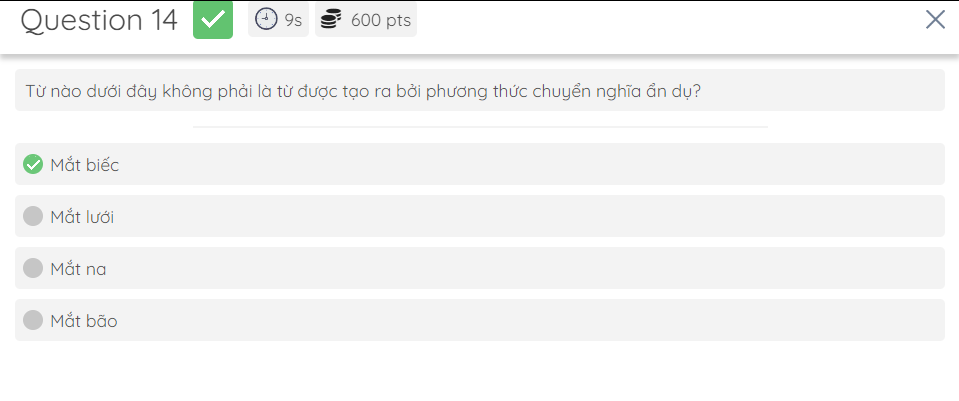 Question 14
9s
600 pts
Từ nào dưới đây không phải là từ được tạo ra bởi phương thức chuyển nghĩa ẩn dụ?
Mắt biếc
Mắt lưới
Mắt na
Mắt bão